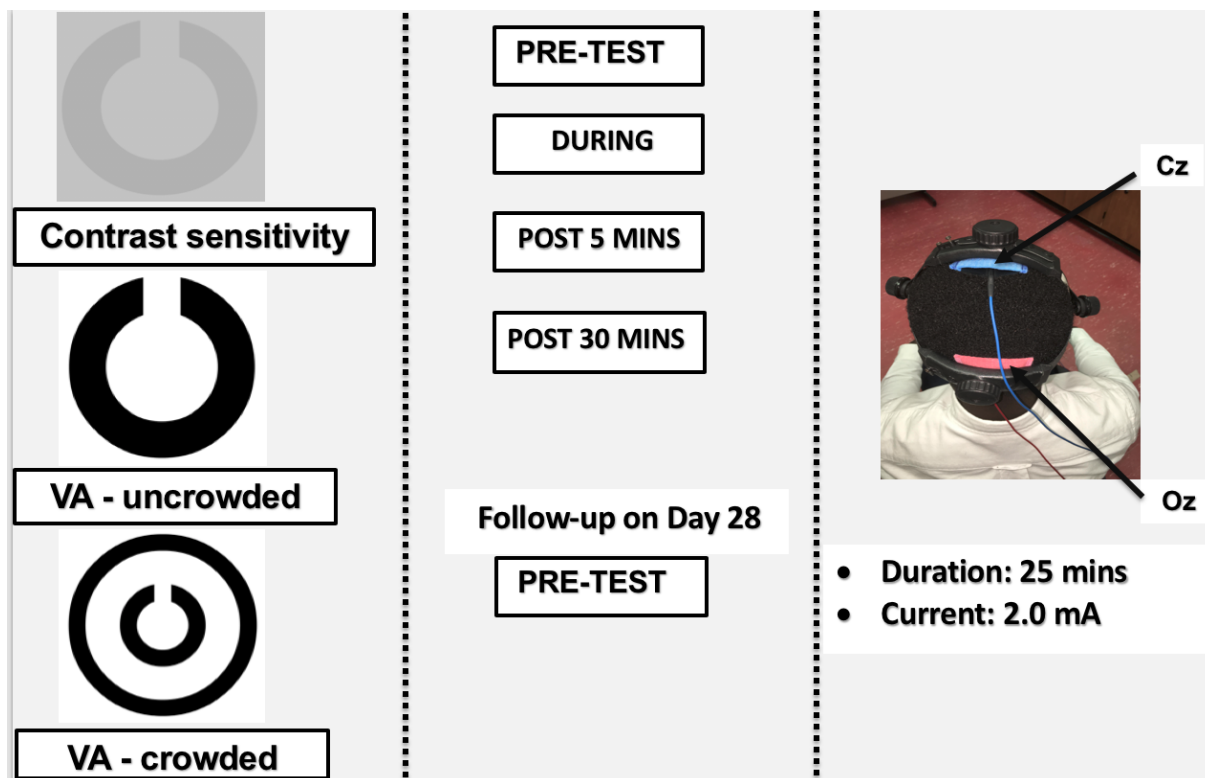 Contrast sensitivity
VA - uncrowded
VA - crowded
PRE-TEST
DURING
POST 5 MINS
POST 30 MINS
Follow-up on Day 28
PRE-TEST
Cz
Oz
• Duration: 25 mins
• Current: 2.0 mA